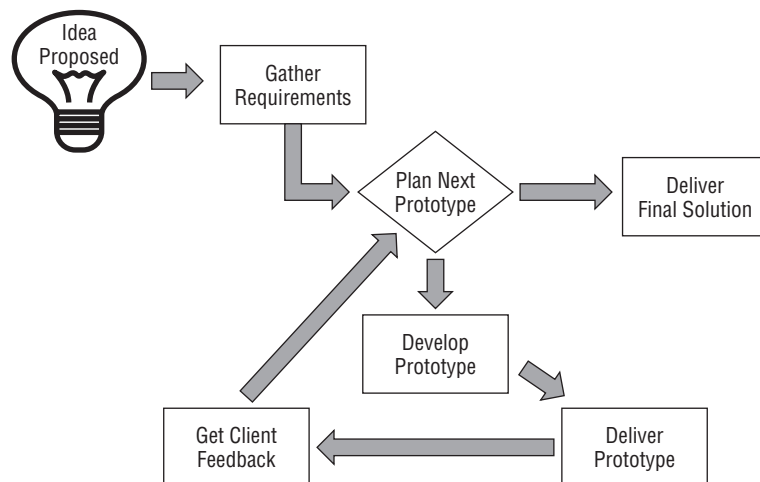 Idea
Proposed
Gather
Requirements
Plan Next
Prototype
Deliver
Final Solution
Develop
Prototype
Get Client
Feedback
Deliver
Prototype